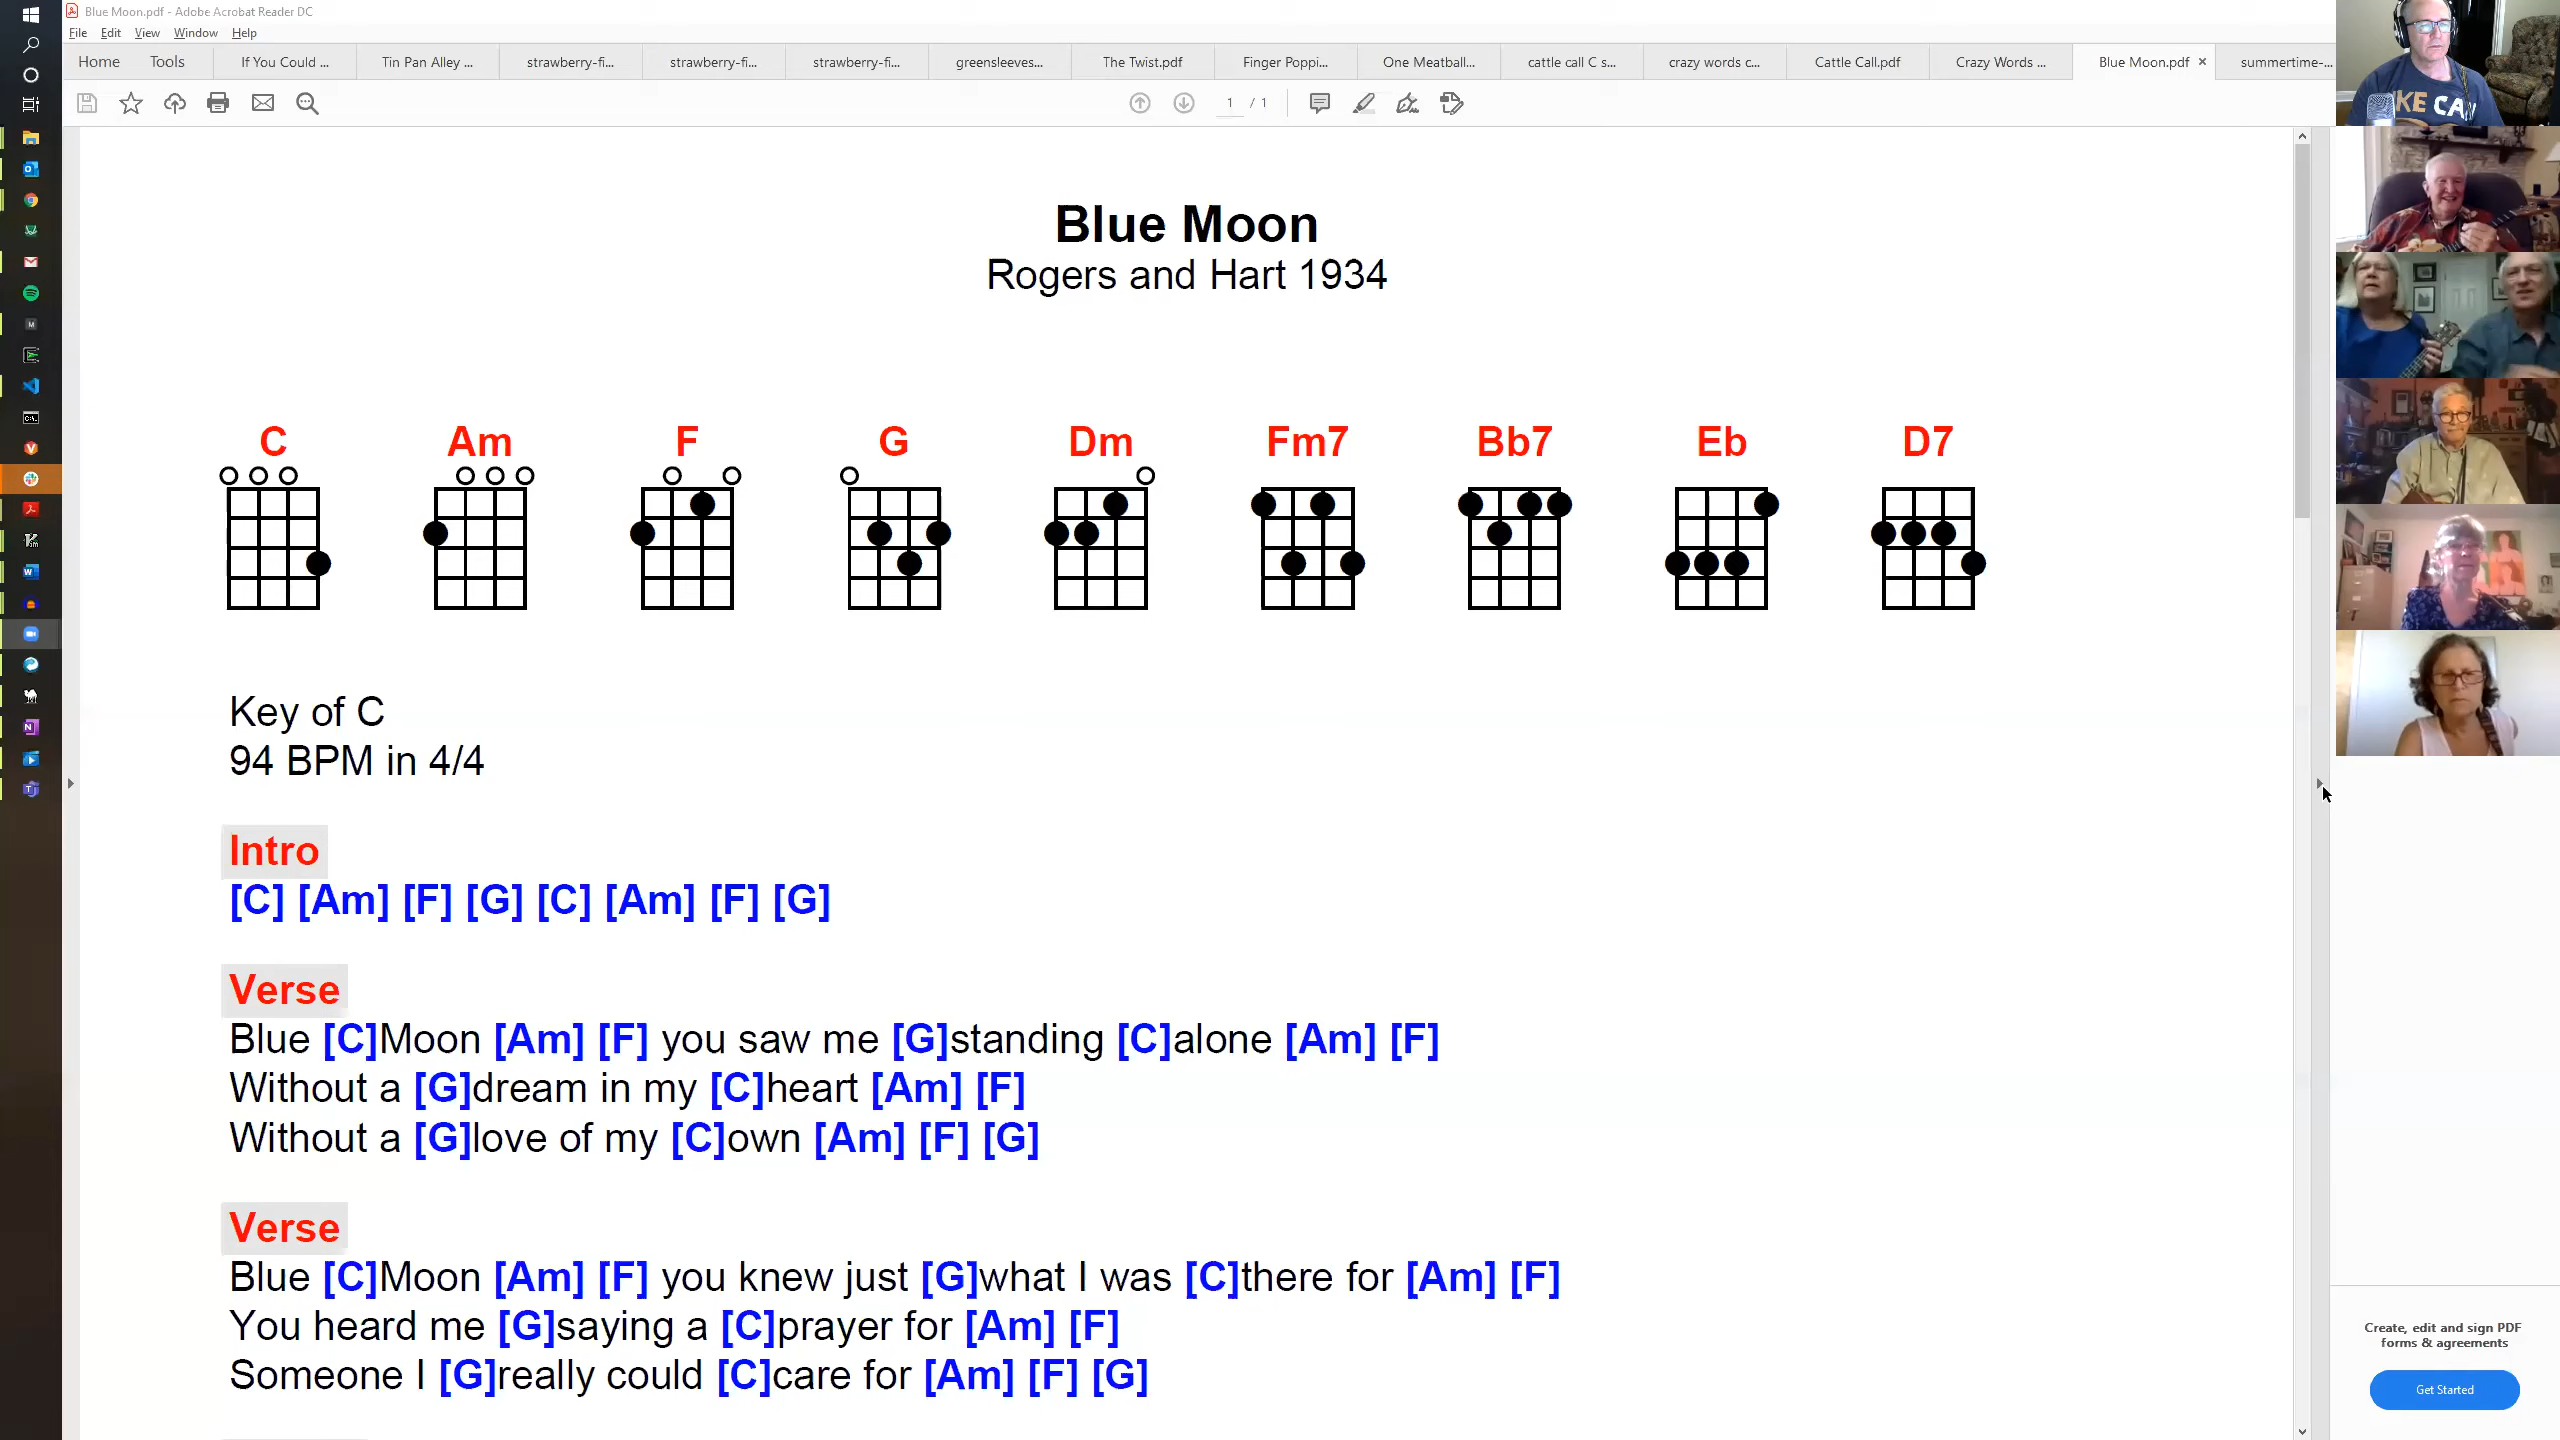 Blue Moon.pdf - Adobe Acrobat Reader DC
File Edit View Window Help
Home Tools If You Could ... Tin Pan Alley ... strawberry-fi... strawberry-fi... strawberry-fi... greensleeves... The Twist.pdf Finger Poppi... One Meatball... cattle call C s... crazy words c... Cattle Call.pdf Crazy Words ... Blue Moon.pdf × summertime-...
1 / 1
KE CA
Blue Moon
Rogers and Hart 1934
C Am F G Dm Fm7 Bb7 Eb D7
Key of C
94 BPM in 4/4
Intro
[C] [Am] [F] [G] [C] [Am] [F] [G]
Verse
Blue [C]Moon [Am] [F] you saw me [G]standing [C]alone [Am] [F]
Without a [G]dream in my [C]heart [Am] [F]
Without a [G]love of my [C]own [Am] [F] [G]
Verse
Blue [C]Moon [Am] [F] you knew just [G]what I was [C]there for [Am] [F]
You heard me [G]saying a [C]prayer for [Am] [F]
Someone I [G]really could [C]care for [Am] [F] [G]
Create, edit and sign PDF
forms & agreements
Get Started